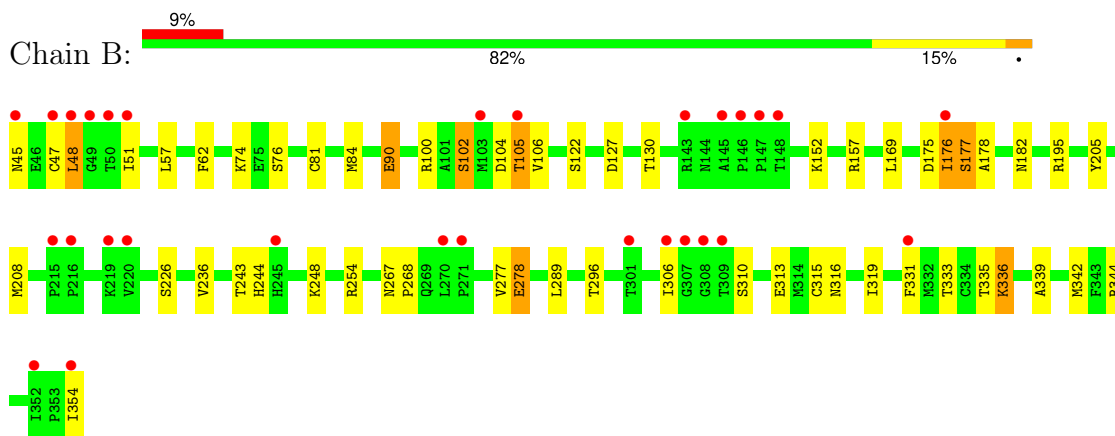 9%
Chain B:
82% 15% •
N45 E46 C47 L48 G49 T50 I51 L57 F62 K74 E75 S76 C81 M84 E90 R100 A101 S102 M103 D104 T105 V106 S122 D127 T130 R143 N144 A145 P146 P147 T148 K152 R157 L169 D175 I176 S177 A178 N182 R195 Y205
M208 P215 P216 K219 V220 S226 V236 T243 H244 H245 K248 R254 N267 P268 Q269 L270 P271 V277 E278 L289 T296 T301 I306 G307 G308 T309 S310 E313 M314 C315 N316 I319 F331 M332 T333 C334 T335 K336 A339 M342 F343
I352 P353 I354